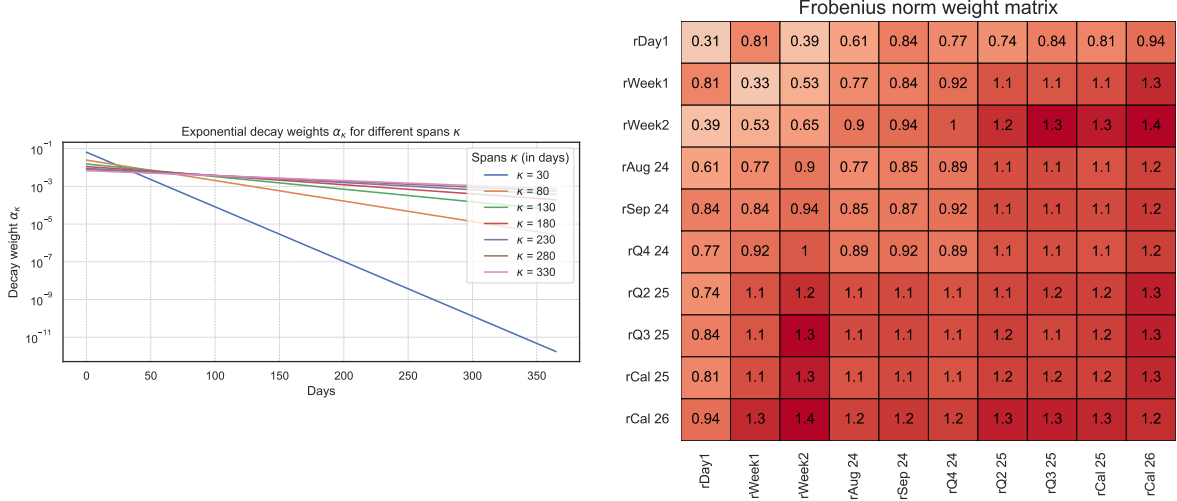 Exponential decay weights ακ for different spans κ
Decay weight ακ
10−1
10−3
10−5
10−7
10−9
10−11
Spans κ (in days)
κ = 30
κ = 80
κ = 130
κ = 180
κ = 230
κ = 280
κ = 330
0 50 100 150 200 250 300 350
Days
Frobenius norm weight matrix
rDay1 0.31 0.81 0.39 0.61 0.84 0.77 0.74 0.84 0.81 0.94
rWeek1 0.81 0.33 0.53 0.77 0.84 0.92 1.1 1.1 1.1 1.3
rWeek2 0.39 0.53 0.65 0.9 0.94 1 1.2 1.3 1.3 1.4
rAug 24 0.61 0.77 0.9 0.77 0.85 0.89 1.1 1.1 1.1 1.2
rSep 24 0.84 0.84 0.94 0.85 0.87 0.92 1.1 1.1 1.1 1.2
rQ4 24 0.77 0.92 1 0.89 0.92 0.89 1.1 1.1 1.1 1.2
rQ2 25 0.74 1.1 1.2 1.1 1.1 1.1 1.1 1.2 1.2 1.3
rQ3 25 0.84 1.1 1.3 1.1 1.1 1.1 1.2 1.2 1.2 1.3
rCal 25 0.81 1.1 1.3 1.1 1.1 1.1 1.2 1.2 1.2 1.3
rCal 26 0.94 1.3 1.4 1.2 1.2 1.2 1.3 1.3 1.3 1.2
rDay1 rWeek1 rWeek2 rAug 24 rSep 24 rQ4 24 rQ2 25 rQ3 25 rCal 25 rCal 26